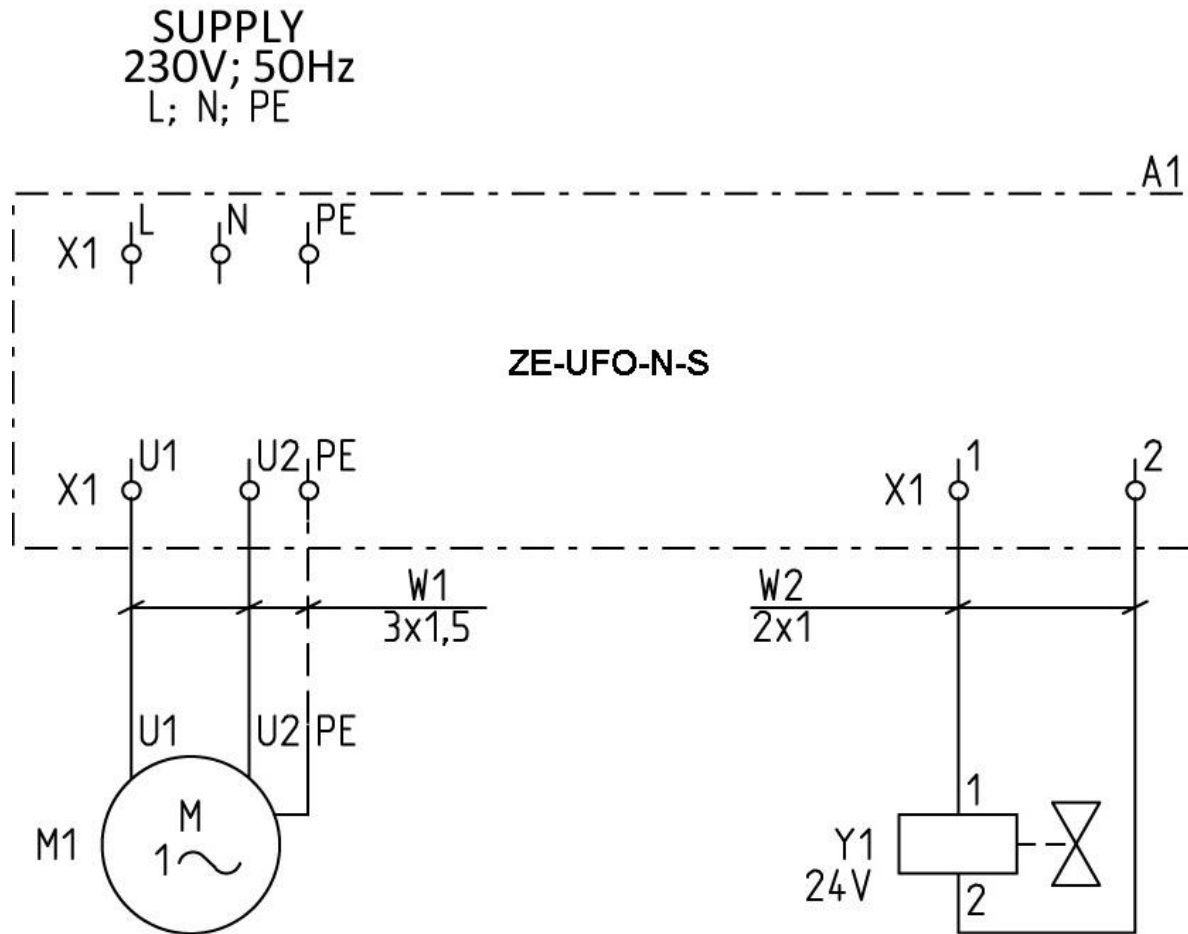 SUPPLY
230V; 50Hz
L; N; PE
A1
X1 L N PE
ZE-UFO-N-S
X1 U1 U2 PE X1 1 2
W1 W2
3x1,5 2x1
U1 U2 PE
1
M
M1 1 Y1
24V 2